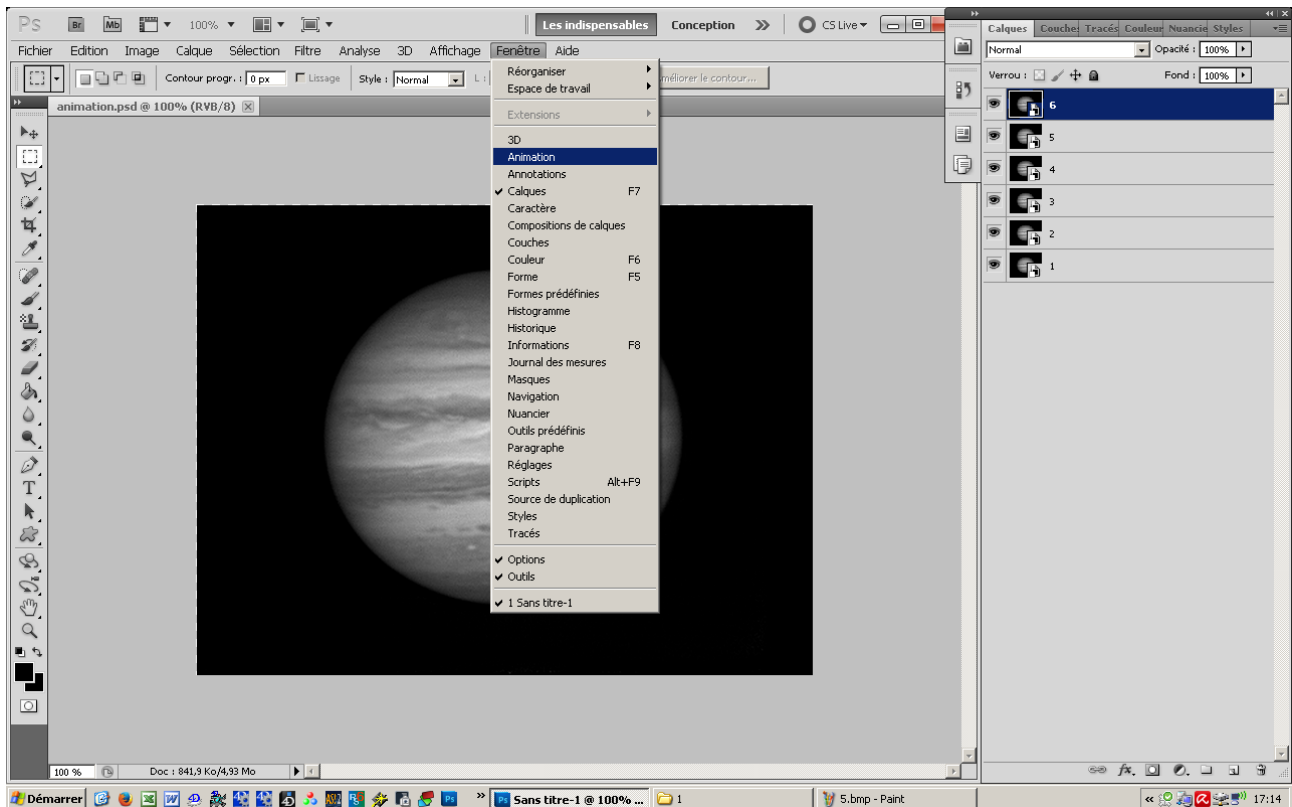 Ps Br Mb 100% Les indispensables Conception CS Live
Fichier Edition Image Calque Sélection Filtre Analyse 3D Affichage Fenêtre Aide
Contour progr. : 0 px Lissage Style : Normal L : méliorer le contour...
animation.psd @ 100% (RVB/8)
Réorganiser
Espace de travail
Extensions
3D
Animation
Annotations
Calques F7
Caractère
Compositions de calques
Couches
Couleur F6
Forme F5
Formes prédéfinies
Histogramme
Historique
Informations F8
Journal des mesures
Masques
Navigation
Nuancier
Outils prédéfinis
Paragraphe
Réglages
Scripts Alt+F9
Source de duplication
Styles
Tracés
Options
Outils
1 Sans titre-1
Calques Couches Tracés Couleur Nuancie Styles
Normal Opacité : 100%
Verrou : Fond : 100%
6
5
4
3
2
1
100 % Doc : 841,9 Ko/4,93 Mo
Démarrer Sans titre-1 @ 100% ... 1 5.bmp - Paint 17:14